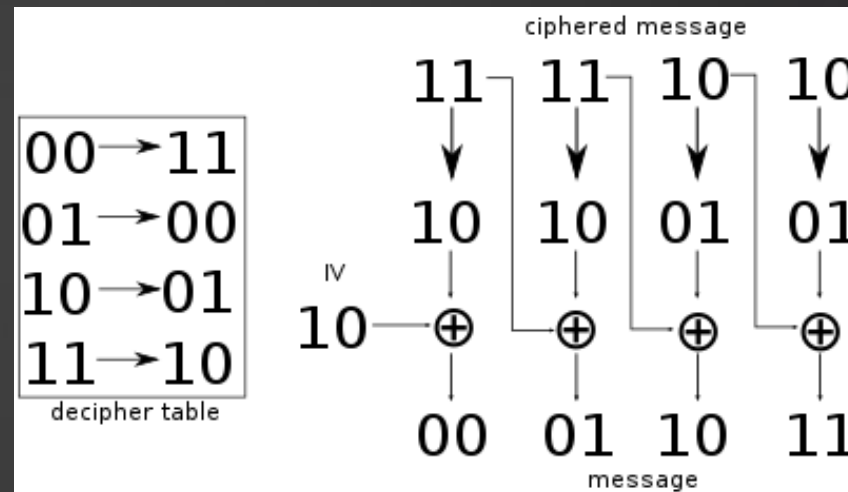 ciphered message
11 11 10 10
00 11
01 00
10 01
11 10
decipher table
10 10 01 01
IV
10
00 01 10 11
message